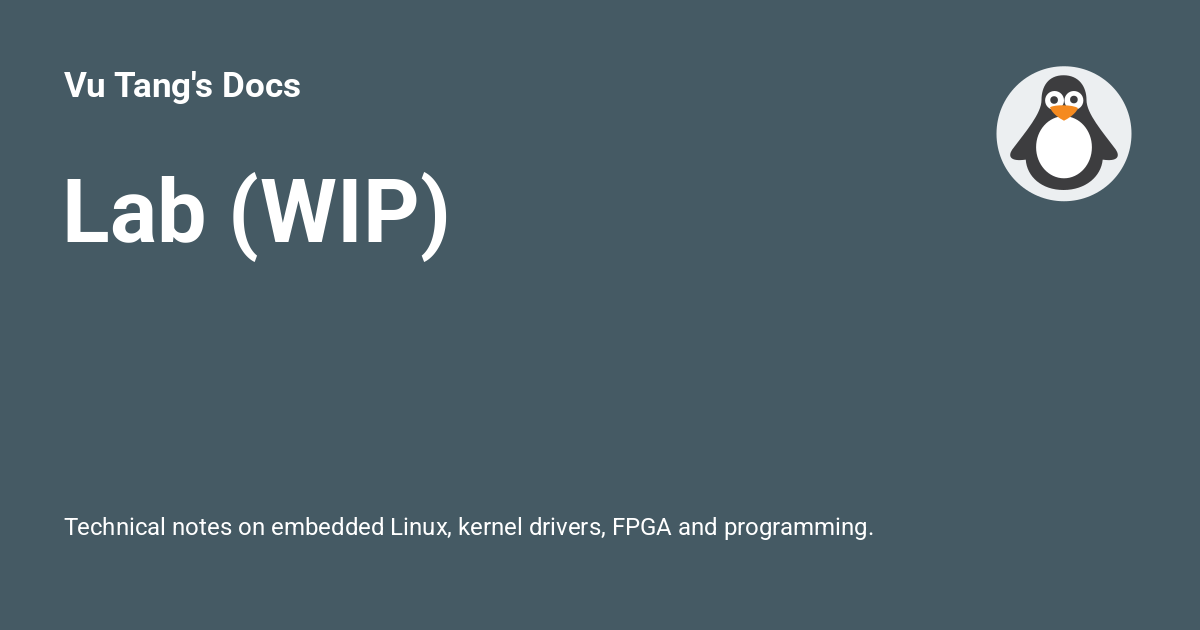 Vu Tang's Docs
Lab (WIP)
Technical notes on embedded Linux, kernel drivers, FPGA and programming.